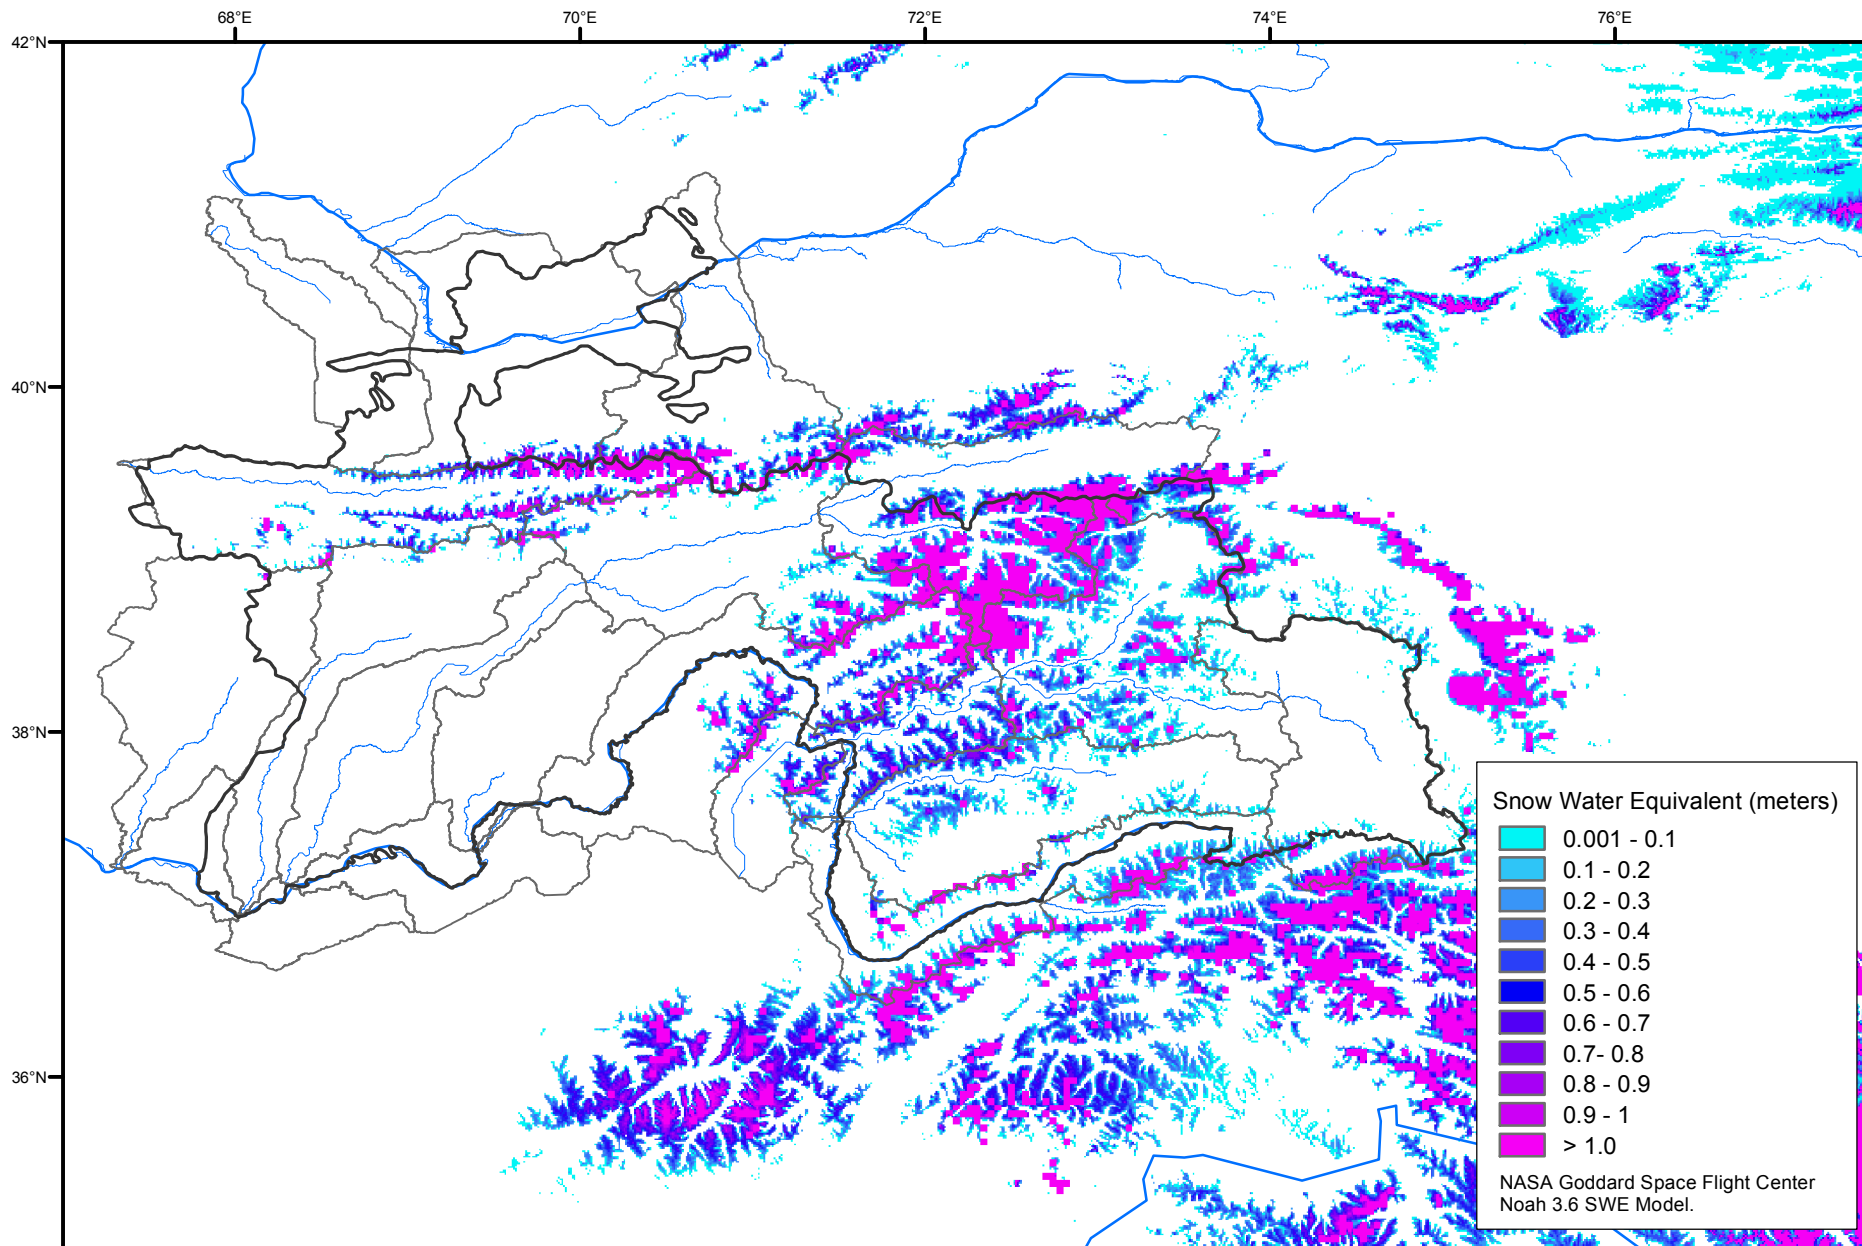 68°E
70°E
72°E
74°E
76°E
42°N
40°N
38°N
36°N
Snow Water Equivalent (meters)
0.001 - 0.1
0.1 - 0.2
0.2 - 0.3
0.3 - 0.4
0.4 - 0.5
0.5 - 0.6
0.6 - 0.7
0.7- 0.8
0.8 - 0.9
0.9 - 1
> 1.0
NASA Goddard Space Flight Center
Noah 3.6 SWE Model.